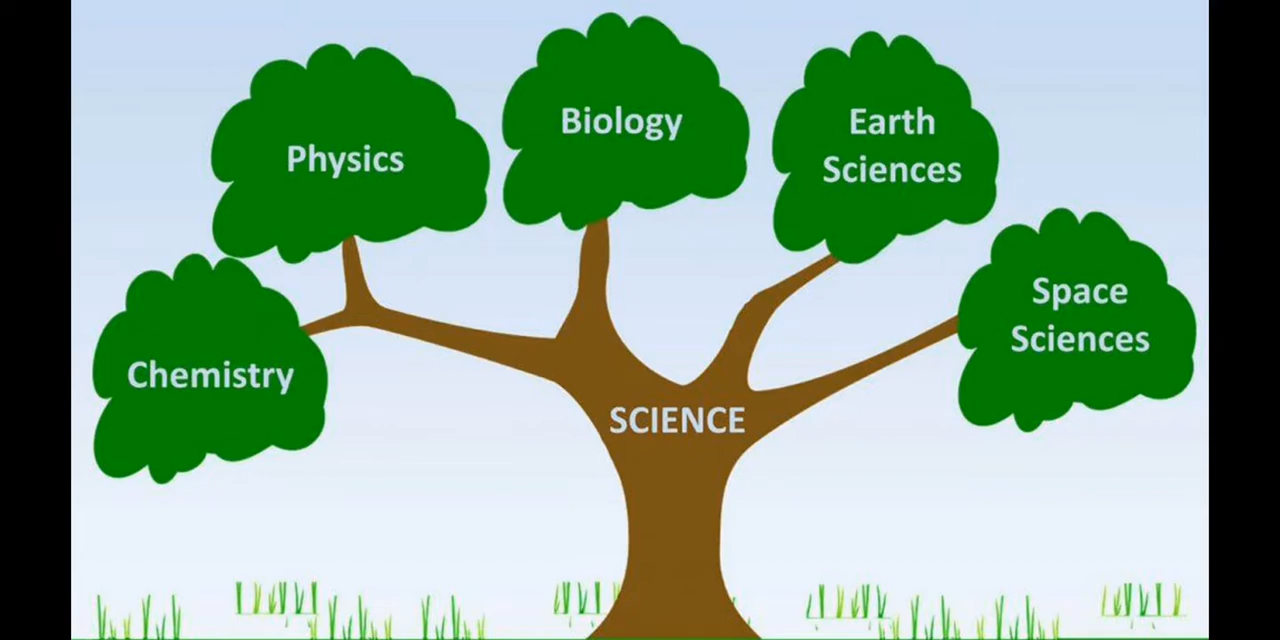 Physics
Biology
Earth
Sciences
Chemistry
Space
Sciences
SCIENCE